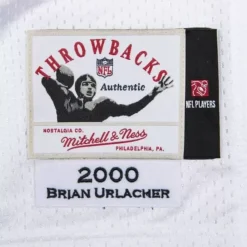 THROWBACKS
NFL
Authentic
NFL PLAYERS
NOSTALGIA CO.
Mitchell & Ness
PHILADELPHIA, PA.
2000
BRIAN URLACHER